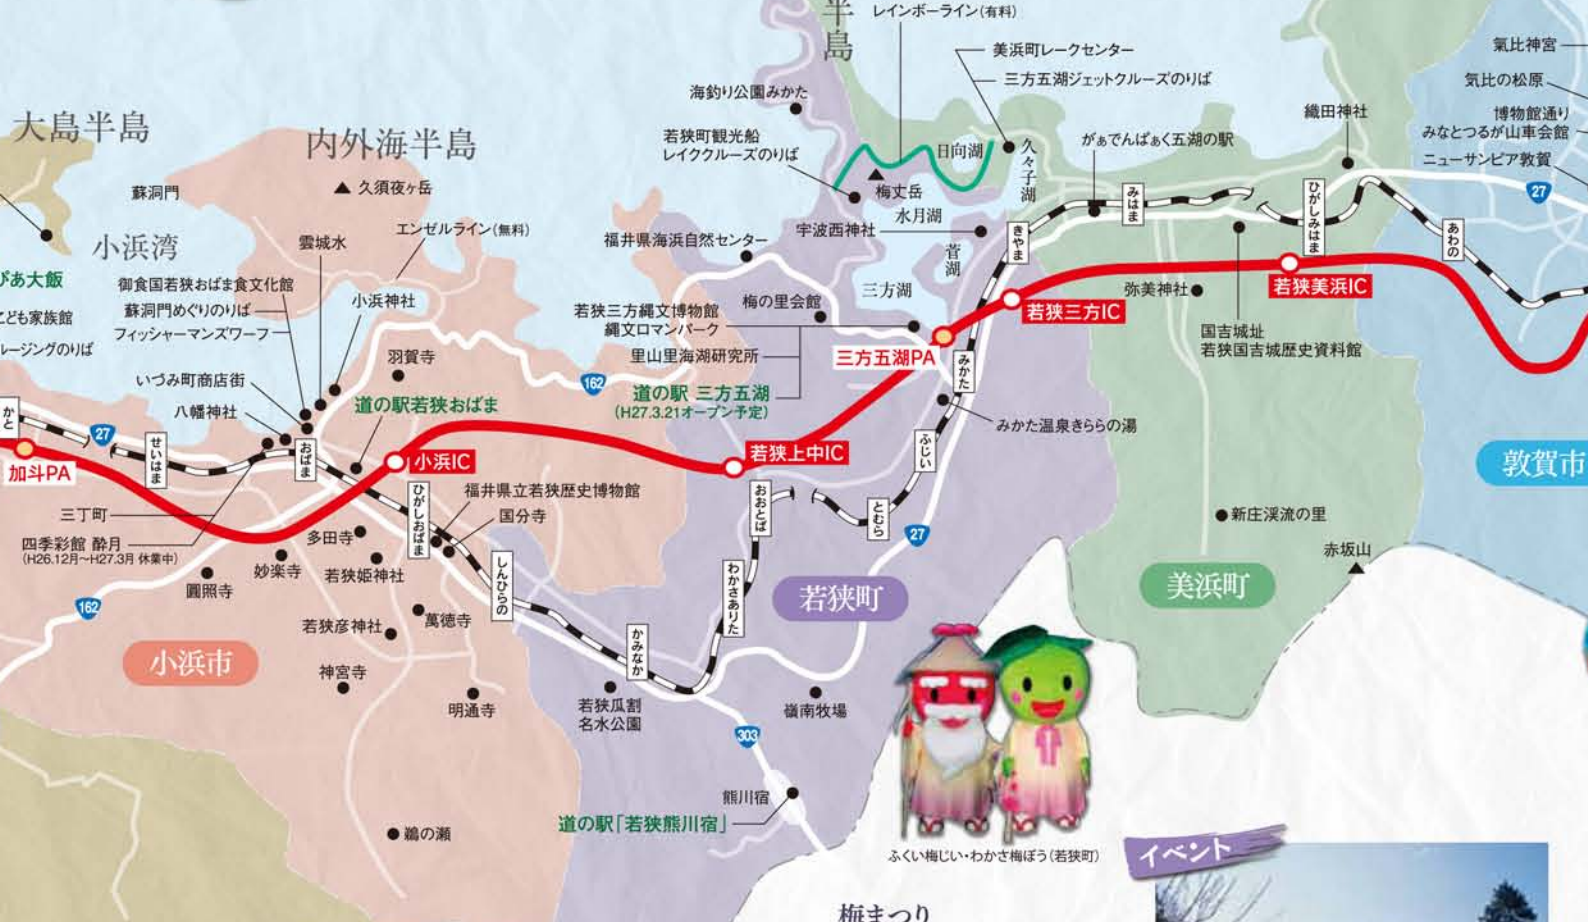 半島
レインボーライン(有料)
美浜町レークセンター
三方五湖ジェットクルーズのりば
氣比神宮
気比の松原
博物館通り
みなとつるが山車会館
ニューサンピア敦賀
織田神社
がぁでんぱぁく五湖の駅
海釣り公園みかた
若狭町観光船
レイククルーズのりば
日向湖
久々子湖
梅丈岳
水月湖
宇波西神社
菅湖
三方湖
大島半島
内外海半島
蘇洞門
久須夜ヶ岳
小浜湾
雲城水
エンゼルライン(無料)
福井県海浜自然センター
ぴあ大飯
こども家族館
ルージングのりば
御食国若狭おばま食文化館
蘇洞門めぐりのりば
フィッシャーマンズワーフ
小浜神社
若狭三方縄文博物館
縄文ロマンパーク
梅の里会館
里山里海湖研究所
道の駅 三方五湖
(H27.3.21オープン予定)
三方五湖PA
若狭三方IC
若狭美浜IC
弥美神社
国吉城址
若狭国吉城歴史資料館
みはま
ひがしみはま
あわの
27
きやま
みかた
羽賀寺
162
いづみ町商店街
八幡神社
道の駅若狭おばま
みかた温泉きららの湯
かと
27
せいはま
おばま
加斗PA
小浜IC
若狭上中IC
ふじい
敦賀市
三丁町
四季彩館 酔月
(H26.12月〜H27.3月 休業中)
ひがしおばま
福井県立若狭歴史博物館
国分寺
おおとば
とむら
27
新庄渓流の里
赤坂山
多田寺
妙楽寺
若狭姫神社
圓照寺
しんひらの
わかさありた
若狭町
美浜町
162
萬徳寺
若狭彦神社
かみなか
小浜市
神宮寺
明通寺
若狭瓜割
名水公園
嶺南牧場
303
熊川宿
道の駅「若狭熊川宿」
鵜の瀬
ふくい梅じい・わかさ梅ぼう(若狭町)
イベント
梅まつり